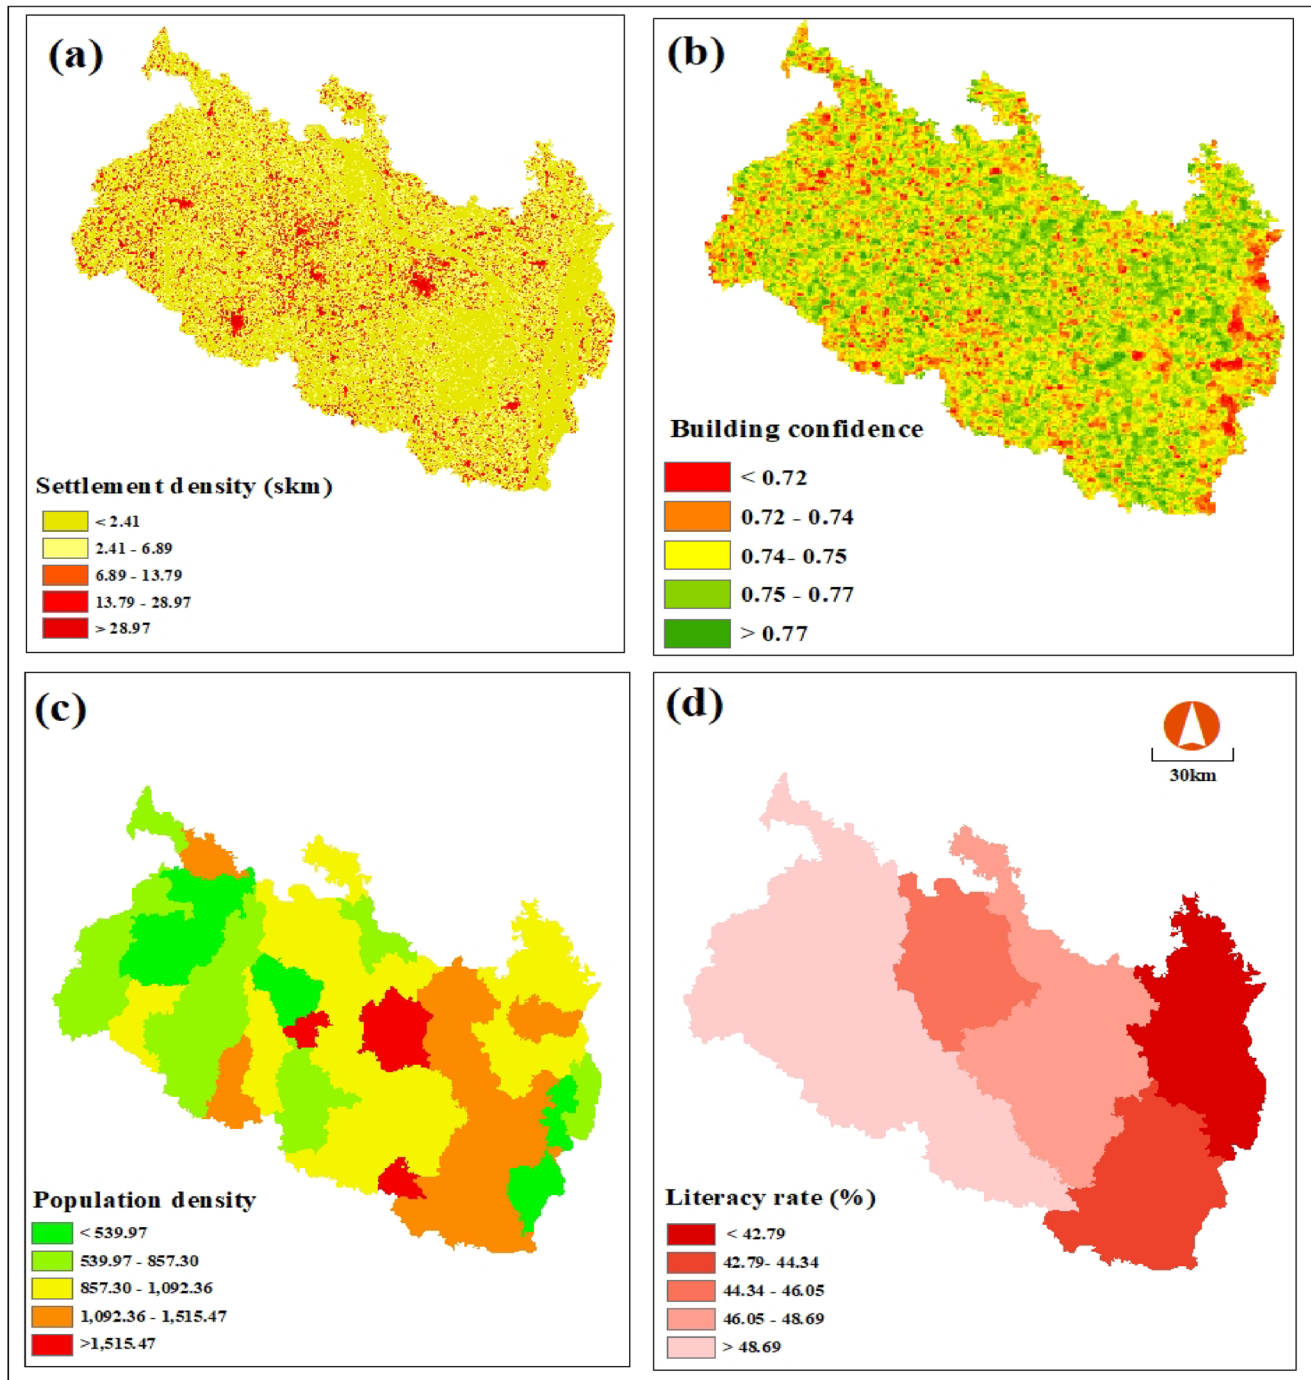 (a)
Settlement density (skm)
< 2.41
2.41 - 6.89
6.89 - 13.79
13.79 - 28.97
> 28.97
(b)
Building confidence
< 0.72
0.72 - 0.74
0.74- 0.75
0.75 - 0.77
> 0.77
(c)
Population density
< 539.97
539.97 - 857.30
857.30 - 1,092.36
1,092.36 - 1,515.47
>1,515.47
(d)
30km
Literacy rate (%)
< 42.79
42.79- 44.34
44.34 - 46.05
46.05 - 48.69
> 48.69